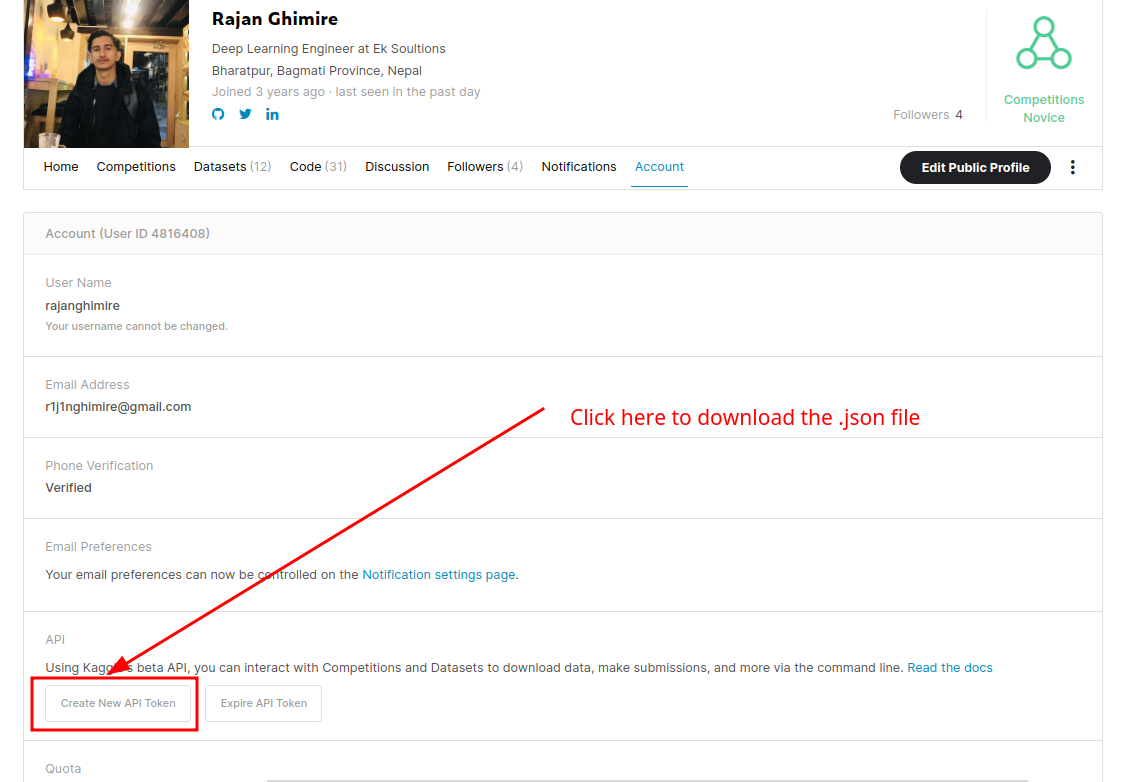 Rajan Ghimire
Deep Learning Engineer at Ek Soultions
Bharatpur, Bagmati Province, Nepal
Joined 3 years ago · last seen in the past day
in
Followers 4
Competitions
Novice
Home Competitions Datasets (12) Code (31) Discussion Followers (4) Notifications Account Edit Public Profile
Account (User ID 4816408)
User Name
rajanghimire
Your username cannot be changed.
Email Address
r1j1nghimire@gmail.com
Click here to download the .json file
Phone Verification
Verified
Email Preferences
Your email preferences can now be controlled on the Notification settings page.
API
Using Kaggle's beta API, you can interact with Competitions and Datasets to download data, make submissions, and more via the command line. Read the docs
Create New API Token Expire API Token
Quota